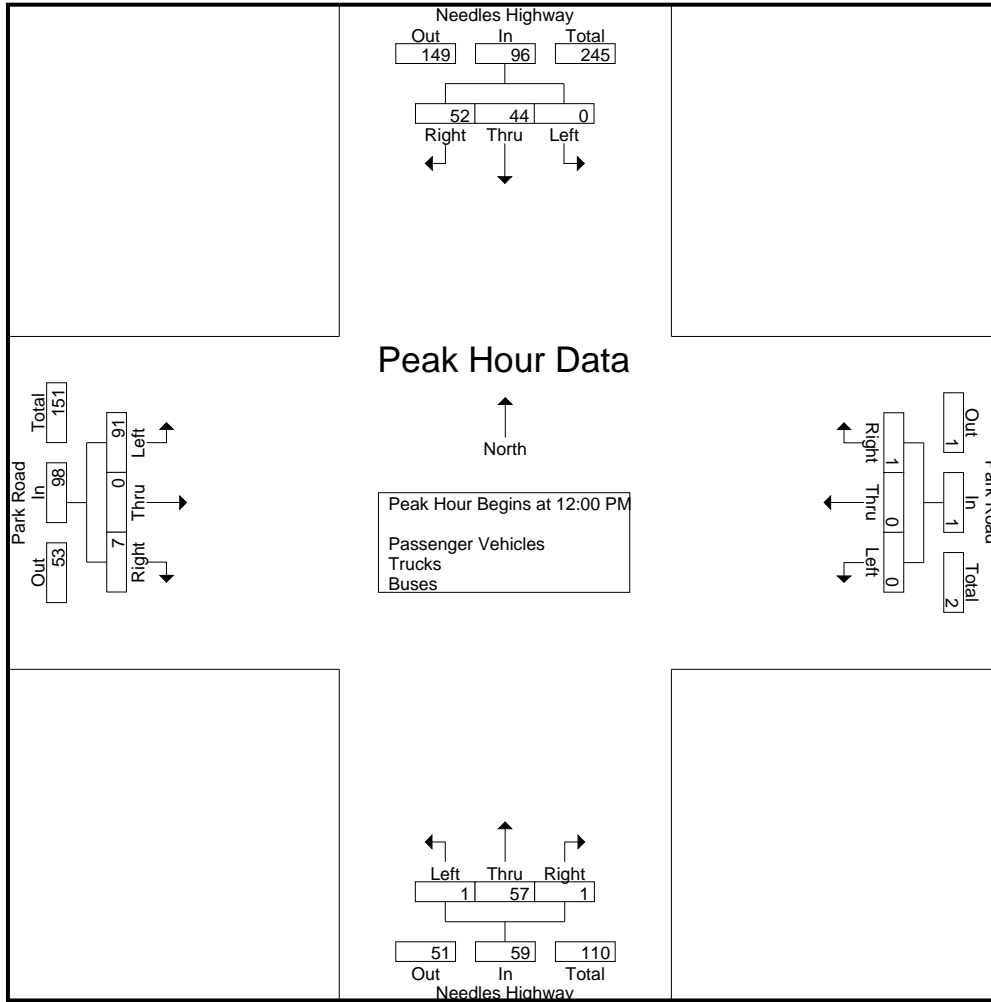 Needles Highway
Out In Total
149 96 245
52 44 0
Right Thru Left
Peak Hour Data
North
Peak Hour Begins at 12:00 PM
Passenger Vehicles
Trucks
Buses
Park Road
Out In Total
53 98 151
91 0 7
Left Thru Right
Park Road
Out In Total
1 1 2
1 0 0
Right Thru Left
Left Thru Right
1 57 1
51 59 110
Out In Total
Needles Highway